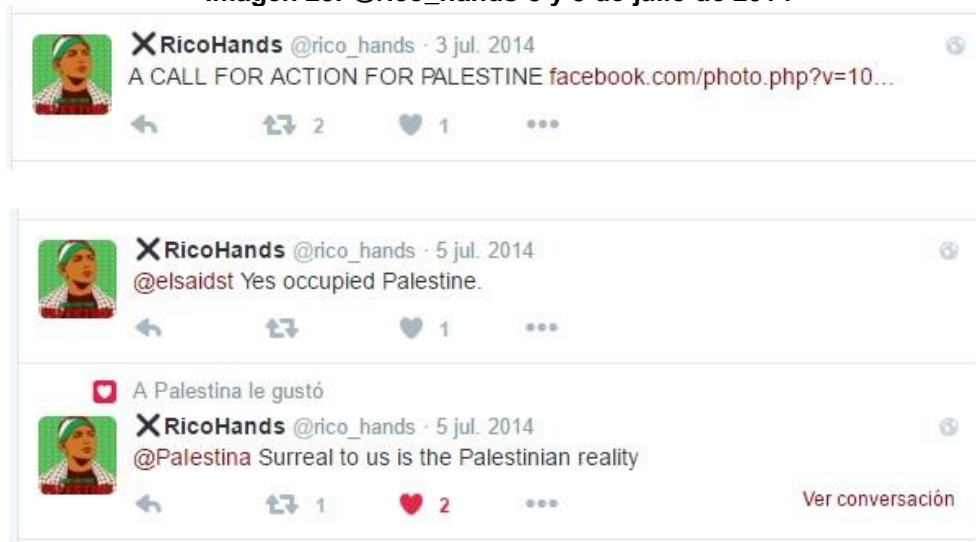 Imagen 28. @rico_hands 3 y 5 de julio de 2014
RicoHands @rico_hands · 3 jul. 2014
A CALL FOR ACTION FOR PALESTINE facebook.com/photo.php?v=10...
2 1
RicoHands @rico_hands · 5 jul. 2014
@elsaidst Yes occupied Palestine.
1
A Palestina le gustó
RicoHands @rico_hands · 5 jul. 2014
@Palestina Surreal to us is the Palestinian reality
1 2 Ver conversación